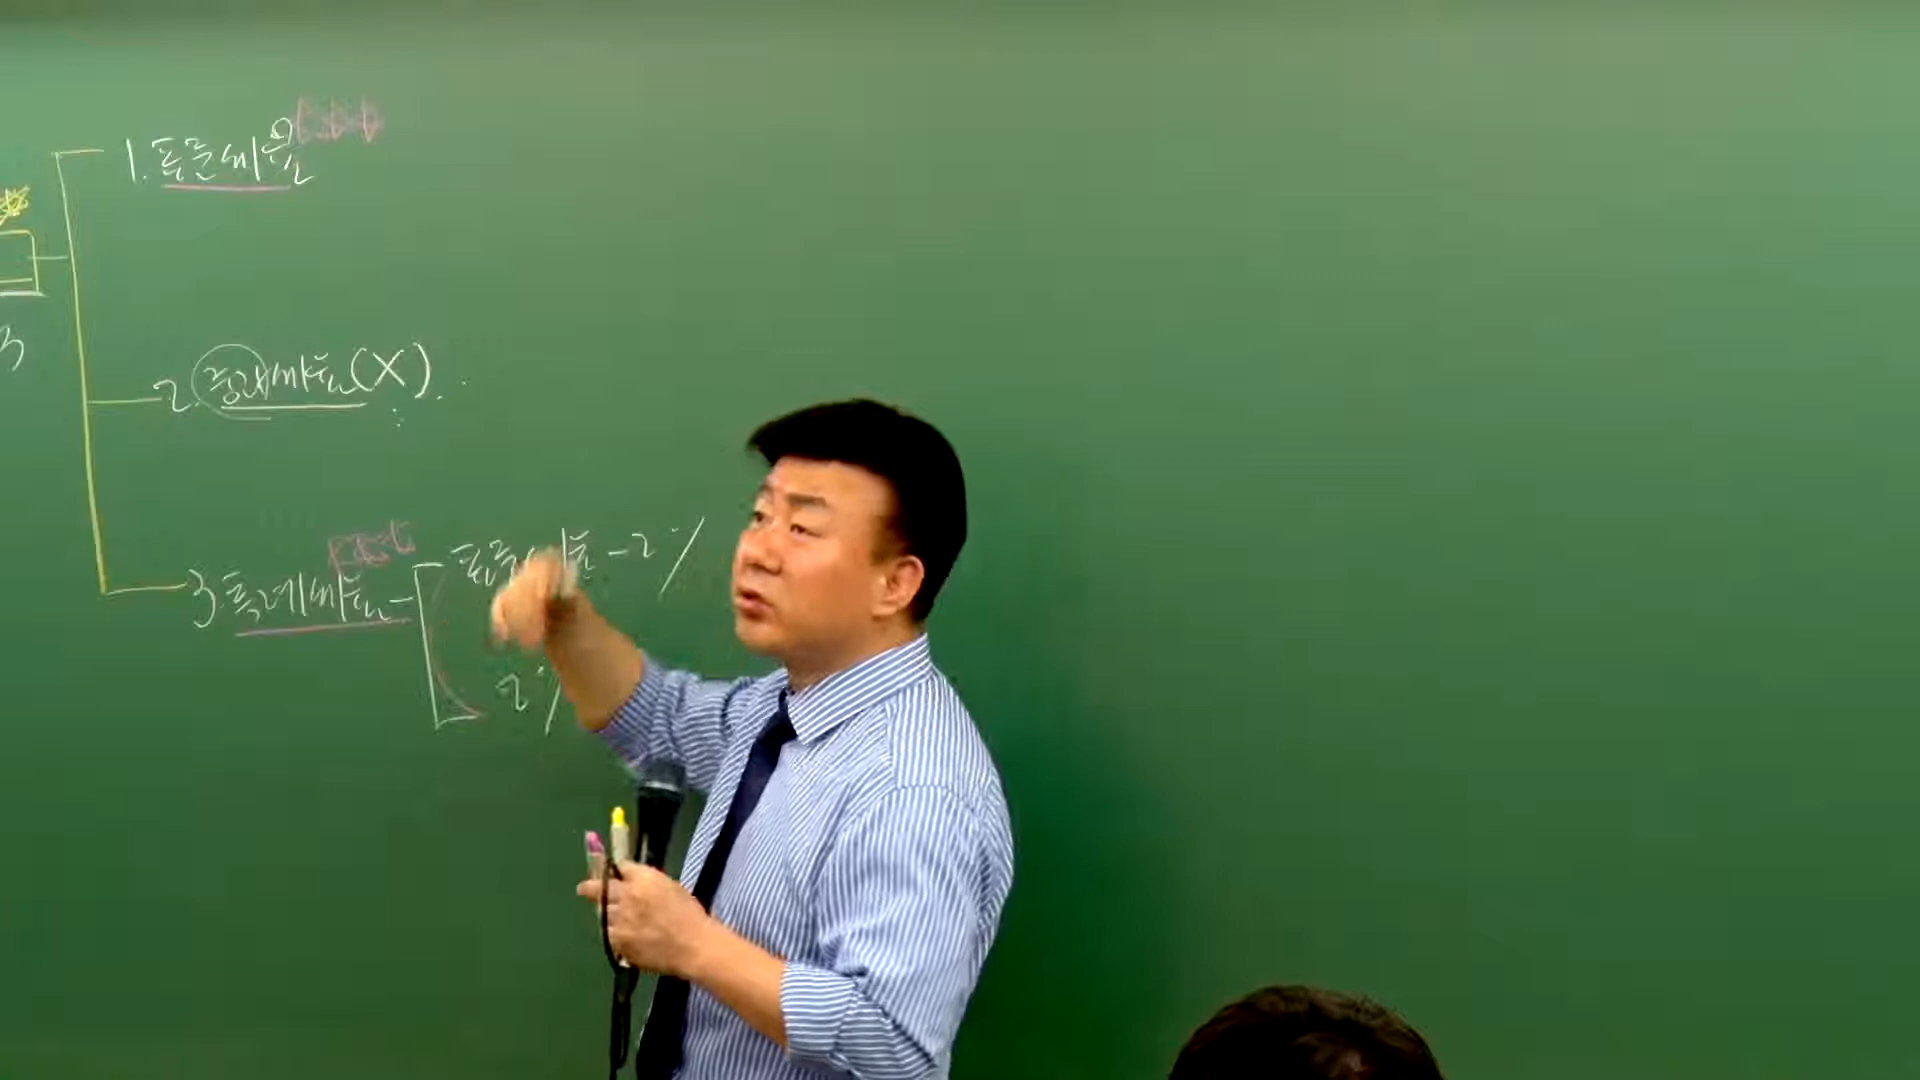 1. 표준세율
2. 중과세율(X).
3. 특례세율 - 표준세율 - 2%
2%